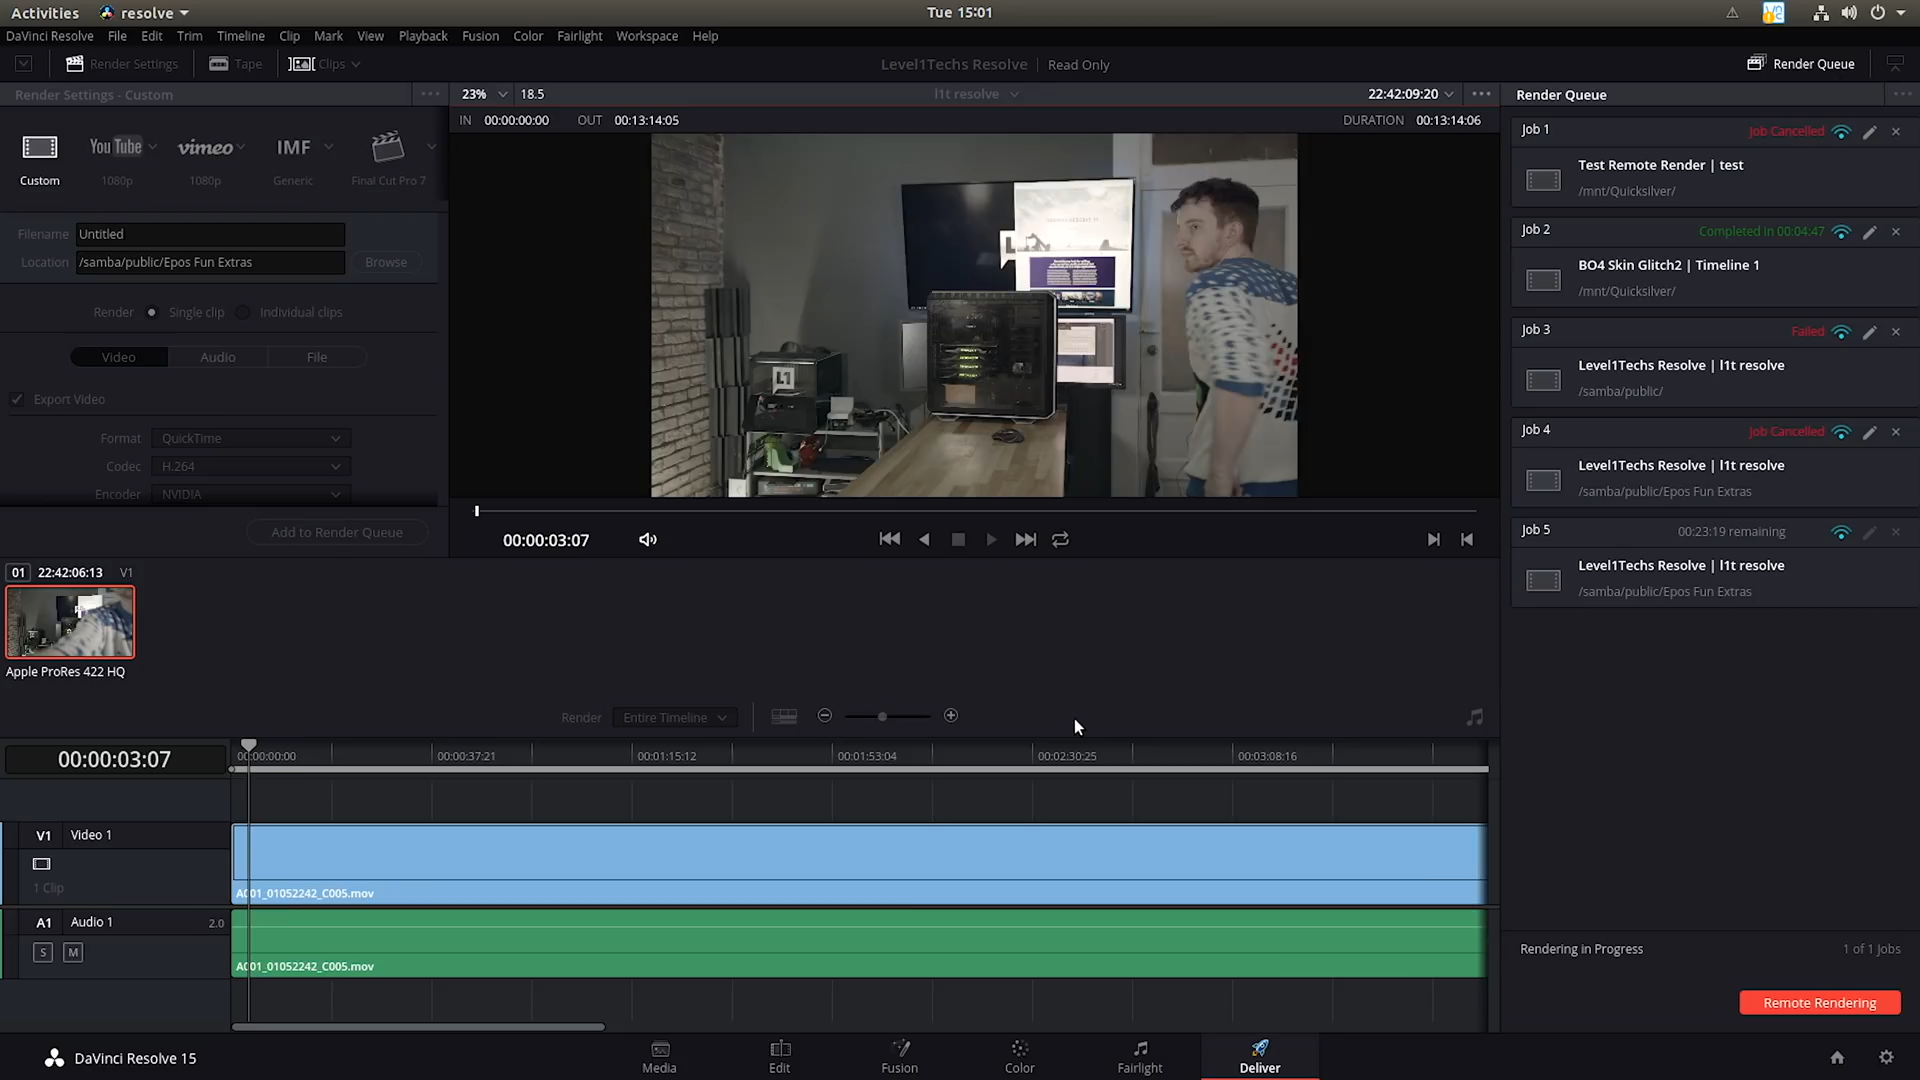 Activities resolve Tue 15:01
DaVinci Resolve File Edit Trim Timeline Clip Mark View Playback Fusion Color Fairlight Workspace Help
Render Settings Tape Clips Level1Techs Resolve Read Only Render Queue
Render Settings - Custom
23% 18.5 l1t resolve 22:42:09:20
Render Queue
IN 00:00:00:00 OUT 00:13:14:05 DURATION 00:13:14:06
YouTube vimeo IMF
Custom 1080p 1080p Generic Final Cut Pro 7
Filename Untitled
Location /samba/public/Epos Fun Extras Browse
Render Single clip Individual clips
Video Audio File
Export Video
Format QuickTime
Codec H.264
Encoder NVIDIA
Add to Render Queue
00:00:03:07
Job 1 Job Cancelled
Test Remote Render | test
/mnt/Quicksilver/
Job 2 Completed in 00:04:47
BO4 Skin Glitch2 | Timeline 1
/mnt/Quicksilver/
Job 3 Failed
Level1Techs Resolve | l1t resolve
/samba/public/
Job 4 Job Cancelled
Level1Techs Resolve | l1t resolve
/samba/public/Epos Fun Extras
Job 5 00:23:19 remaining
Level1Techs Resolve | l1t resolve
/samba/public/Epos Fun Extras
01 22:42:06:13 V1
Apple ProRes 422 HQ
Render Entire Timeline
00:00:03:07 00:00:00:00 00:00:37:21 00:01:15:12 00:01:53:04 00:02:30:25 00:03:08:16
V1 Video 1
1 Clip
A001_01052242_C005.mov
A1 Audio 1 2.0
S M
A001_01052242_C005.mov
Rendering in Progress 1 of 1 Jobs
Remote Rendering
DaVinci Resolve 15
Media Edit Fusion Color Fairlight Deliver